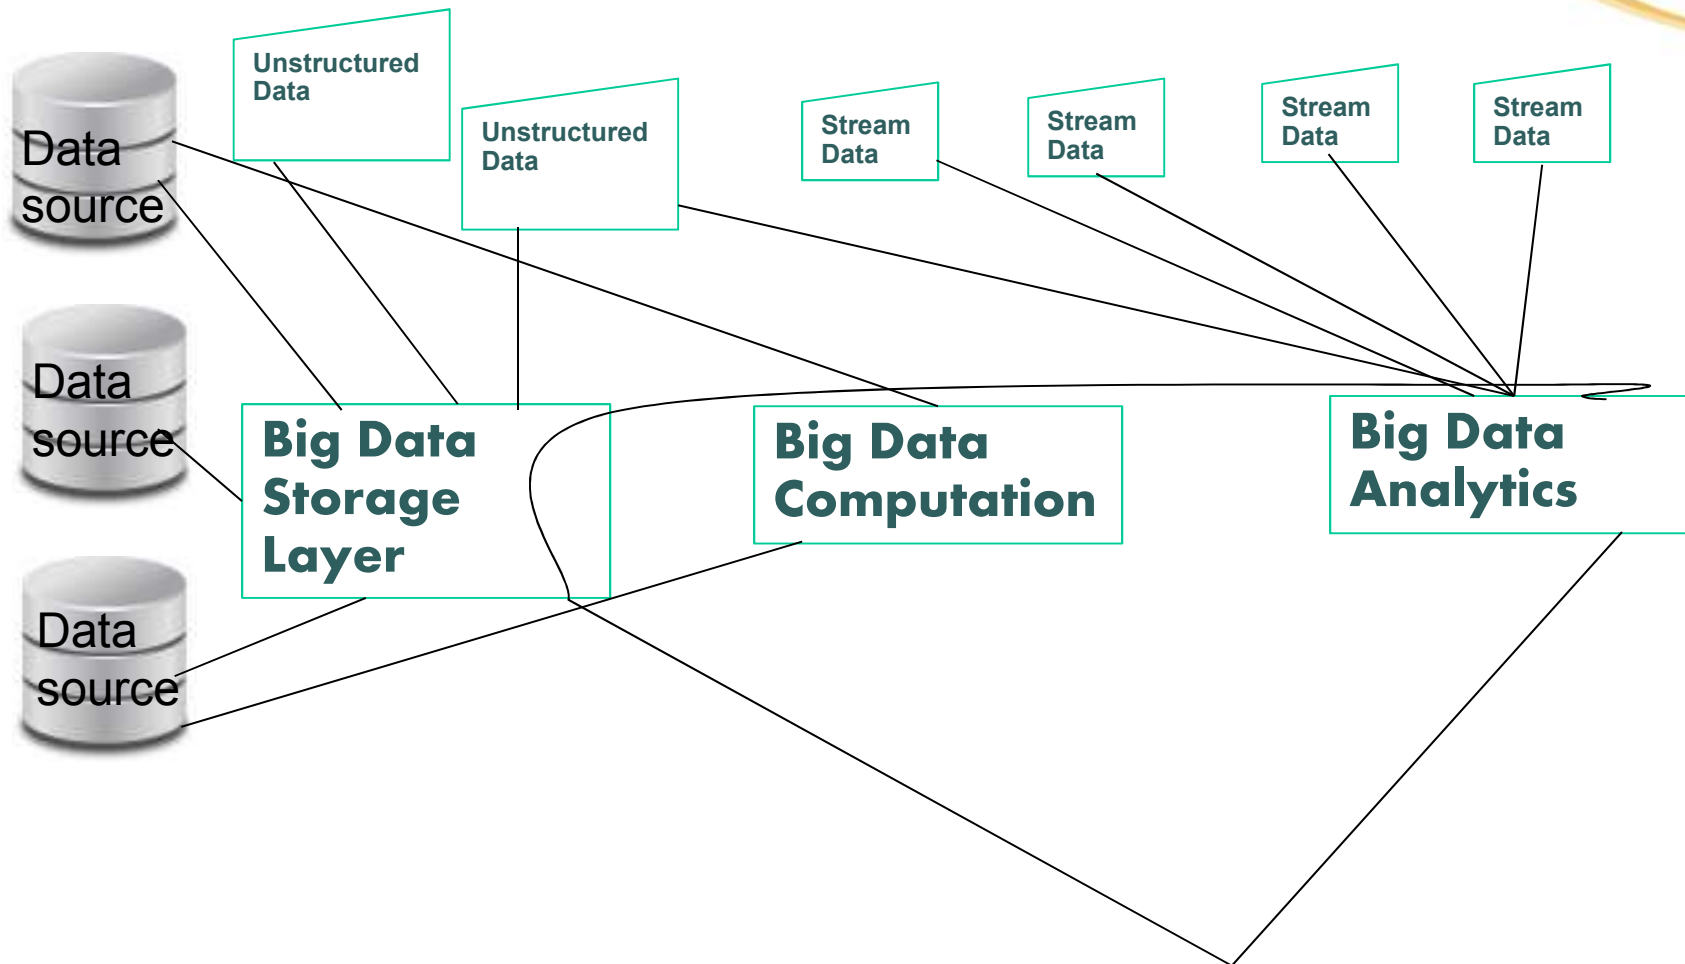 Unstructured
Data
Unstructured
Data
Stream
Data
Stream
Data
Stream
Data
Stream
Data
Data
source
Data
source
Data
source
Big Data
Storage
Layer
Big Data
Computation
Big Data
Analytics